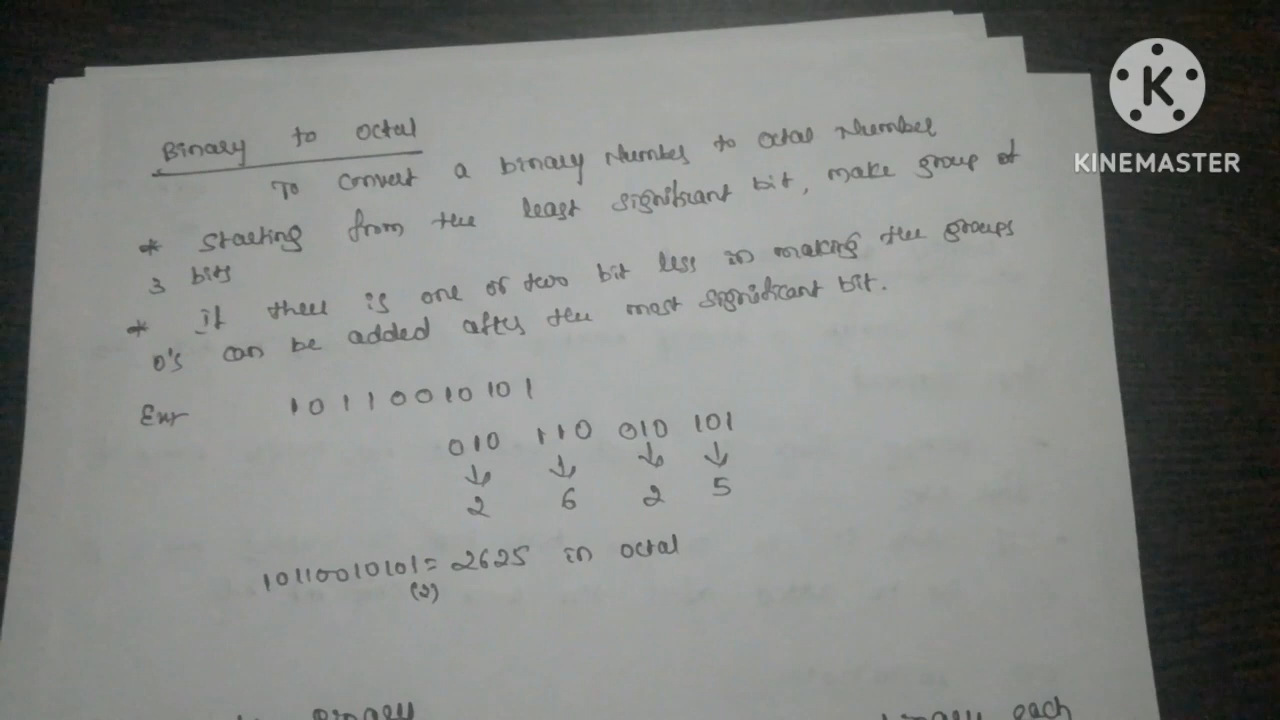 Binary to Octal
To convert a binary Number to octal Number
* Starting from the least significant bit, make group of
3 bits
* If there is one or two bit less in making the groups
0's can be added after the most significant bit.
10110010101
010 110 010 101
↓ ↓ ↓ ↓
2 6 2 5
10110010101 = 2625 in octal
(2)
Binary
binary each
K
KINEMASTER